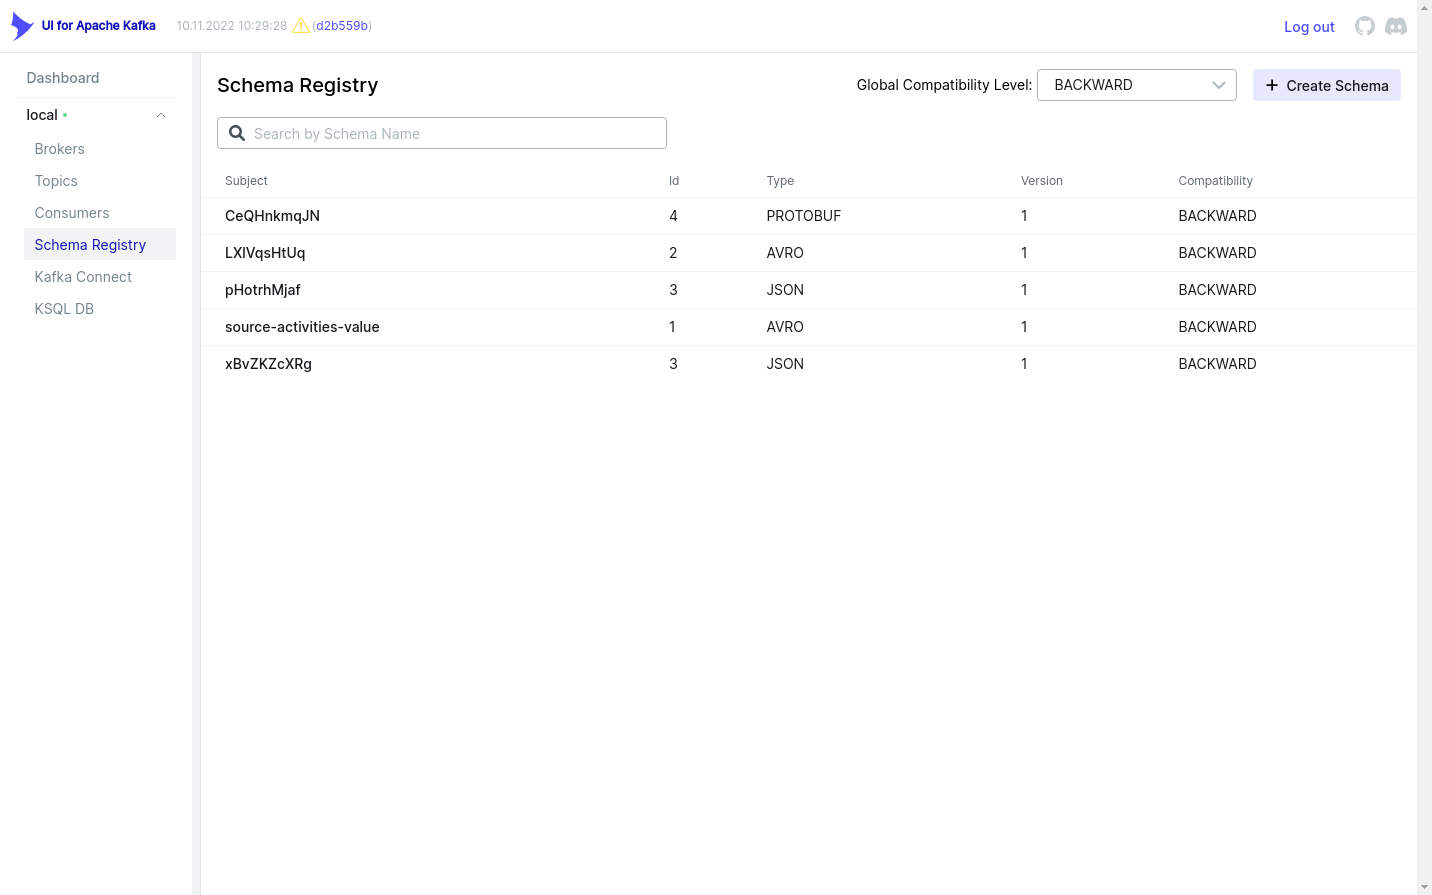 UI for Apache Kafka 10.11.2022 10:29:28 (d2b559b) Log out
Dashboard
local
Brokers
Topics
Consumers
Schema Registry
Kafka Connect
KSQL DB
Schema Registry Global Compatibility Level: BACKWARD Create Schema
Search by Schema Name
Subject Id Type Version Compatibility
CeQHnkmqJN 4 PROTOBUF 1 BACKWARD
LXIVqsHtUq 2 AVRO 1 BACKWARD
pHotrhMjaf 3 JSON 1 BACKWARD
source-activities-value 1 AVRO 1 BACKWARD
xBvZKZcXRg 3 JSON 1 BACKWARD